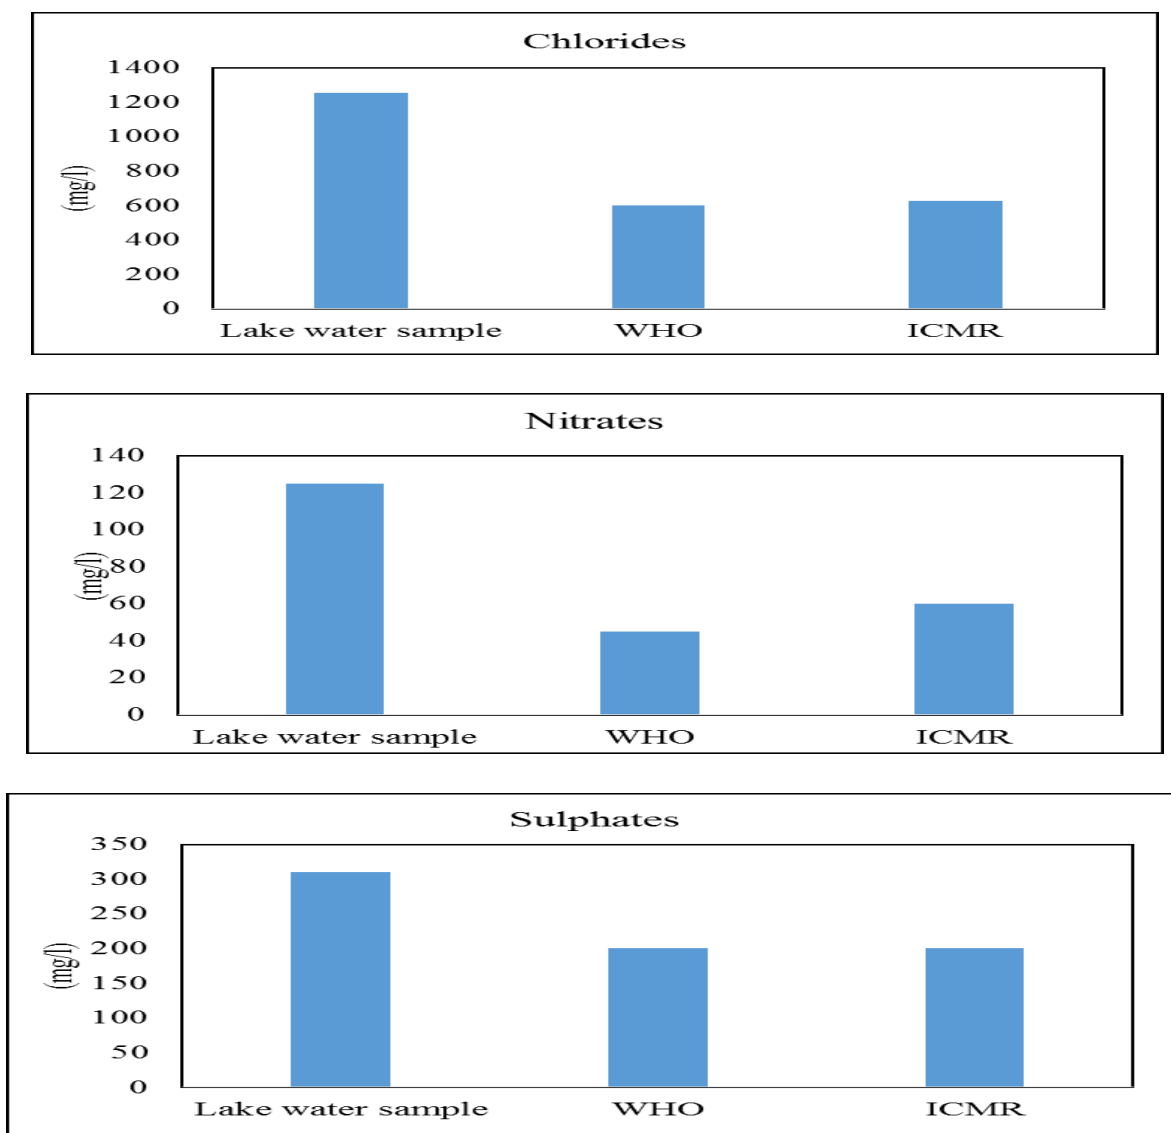 Chlorides
1400
1200
1000
800
600
400
200
0
(mg/l)
Lake water sample WHO ICMR
Nitrates
140
120
100
80
60
40
20
0
(mg/l)
Lake water sample WHO ICMR
Sulphates
350
300
250
200
150
100
50
0
(mg/l)
Lake water sample WHO ICMR